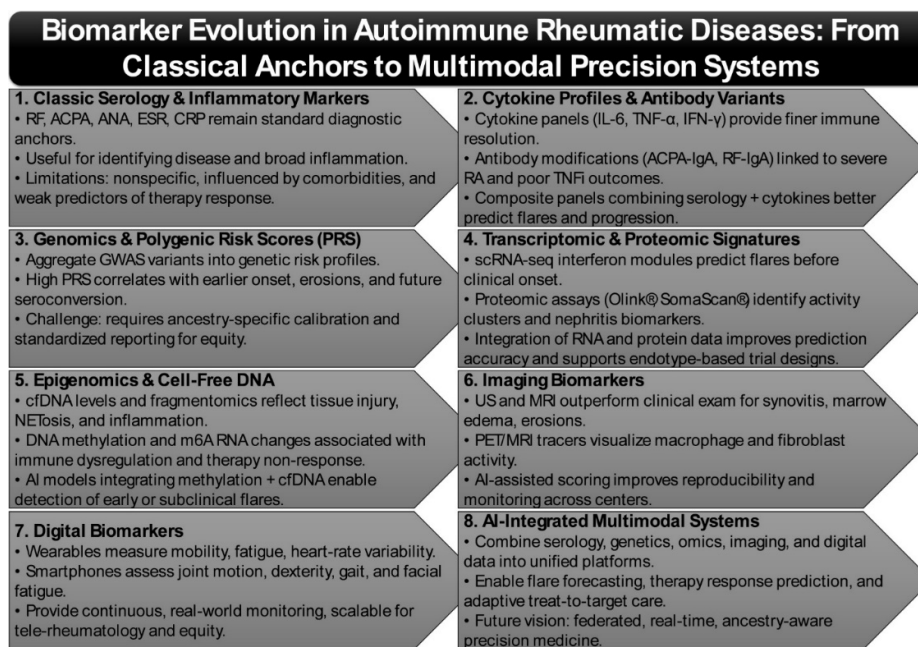 Biomarker Evolution in Autoimmune Rheumatic Diseases: From
Classical Anchors to Multimodal Precision Systems
1. Classic Serology & Inflammatory Markers
• RF, ACPA, ANA, ESR, CRP remain standard diagnostic
anchors.
• Useful for identifying disease and broad inflammation.
• Limitations: nonspecific, influenced by comorbidities, and
weak predictors of therapy response.
2. Cytokine Profiles & Antibody Variants
• Cytokine panels (IL-6, TNF-α, IFN-γ) provide finer immune
resolution.
• Antibody modifications (ACPA-IgA, RF-IgA) linked to severe
RA and poor TNFi outcomes.
• Composite panels combining serology + cytokines better
predict flares and progression.
3. Genomics & Polygenic Risk Scores (PRS)
• Aggregate GWAS variants into genetic risk profiles.
• High PRS correlates with earlier onset, erosions, and future
seroconversion.
• Challenge: requires ancestry-specific calibration and
standardized reporting for equity.
4. Transcriptomic & Proteomic Signatures
• scRNA-seq interferon modules predict flares before
clinical onset.
• Proteomic assays (Olink®, SomaScan®) identify activity
clusters and nephritis biomarkers.
• Integration of RNA and protein data improves prediction
accuracy and supports endotype-based trial designs.
5. Epigenomics & Cell-Free DNA
• cfDNA levels and fragmentomics reflect tissue injury,
NETosis, and inflammation.
• DNA methylation and m6A RNA changes associated with
immune dysregulation and therapy non-response.
• AI models integrating methylation + cfDNA enable
detection of early or subclinical flares.
6. Imaging Biomarkers
• US and MRI outperform clinical exam for synovitis, marrow
edema, erosions.
• PET/MRI tracers visualize macrophage and fibroblast
activity.
• AI-assisted scoring improves reproducibility and
monitoring across centers.
7. Digital Biomarkers
• Wearables measure mobility, fatigue, heart-rate variability.
• Smartphones assess joint motion, dexterity, gait, and facial
fatigue.
• Provide continuous, real-world monitoring, scalable for
tele-rheumatology and equity.
8. AI-Integrated Multimodal Systems
• Combine serology, genetics, omics, imaging, and digital
data into unified platforms.
• Enable flare forecasting, therapy response prediction, and
adaptive treat-to-target care.
• Future vision: federated, real-time, ancestry-aware
precision medicine.